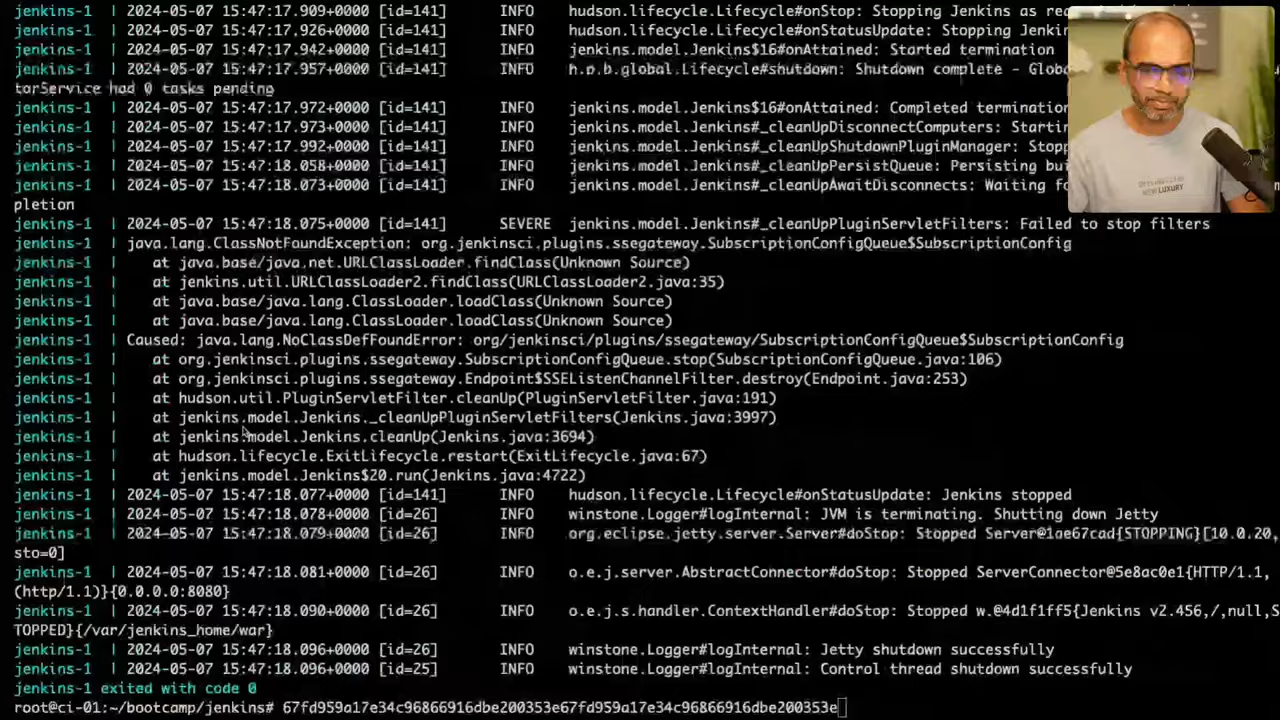 jenkins-1  | 2024-05-07 15:47:17.909+0000 [id=141]       INFO    hudson.lifecycle.Lifecycle#onStop: Stopping Jenkins as
jenkins-1  | 2024-05-07 15:47:17.926+0000 [id=141]       INFO    hudson.lifecycle.Lifecycle#onStatusUpdate: Stopping
jenkins-1  | 2024-05-07 15:47:17.942+0000 [id=141]       INFO    jenkins.model.Jenkins$16#onAttained: Started termination
jenkins-1  | 2024-05-07 15:47:17.957+0000 [id=141]       INFO    h.p.b.global.Lifecycle#shutdown: Shutdown complete -
tarService had 0 tasks pending
jenkins-1  | 2024-05-07 15:47:17.972+0000 [id=141]       INFO    jenkins.model.Jenkins$16#onAttained: Completed
jenkins-1  | 2024-05-07 15:47:17.973+0000 [id=141]       INFO    jenkins.model.Jenkins#_cleanUpDisconnectComputers:
jenkins-1  | 2024-05-07 15:47:17.992+0000 [id=141]       INFO    jenkins.model.Jenkins#_cleanUpShutdownPluginManager:
jenkins-1  | 2024-05-07 15:47:18.058+0000 [id=141]       INFO    jenkins.model.Jenkins#_cleanUpPersistQueue: Persisting
jenkins-1  | 2024-05-07 15:47:18.073+0000 [id=141]       INFO    jenkins.model.Jenkins#_cleanUpAwaitDisconnects: Waiting
pletion
jenkins-1  | 2024-05-07 15:47:18.075+0000 [id=141]       SEVERE  jenkins.model.Jenkins#_cleanUpPluginServletFilters: Failed to stop filters
jenkins-1  | java.lang.ClassNotFoundException: org.jenkinsci.plugins.ssegateway.SubscriptionConfigQueue$SubscriptionConfig
jenkins-1  |    at java.base/java.net.URLClassLoader.findClass(Unknown Source)
jenkins-1  |    at jenkins.util.URLClassLoader2.findClass(URLClassLoader2.java:35)
jenkins-1  |    at java.base/java.lang.ClassLoader.loadClass(Unknown Source)
jenkins-1  |    at java.base/java.lang.ClassLoader.loadClass(Unknown Source)
jenkins-1  | Caused: java.lang.NoClassDefFoundError: org/jenkinsci/plugins/ssegateway/SubscriptionConfigQueue$SubscriptionConfig
jenkins-1  |    at org.jenkinsci.plugins.ssegateway.SubscriptionConfigQueue.stop(SubscriptionConfigQueue.java:106)
jenkins-1  |    at org.jenkinsci.plugins.ssegateway.Endpoint$SSEListenChannelFilter.destroy(Endpoint.java:253)
jenkins-1  |    at hudson.util.PluginServletFilter.cleanUp(PluginServletFilter.java:191)
jenkins-1  |    at jenkins.model.Jenkins._cleanUpPluginServletFilters(Jenkins.java:3997)
jenkins-1  |    at jenkins.model.Jenkins.cleanUp(Jenkins.java:3694)
jenkins-1  |    at hudson.lifecycle.ExitLifecycle.restart(ExitLifecycle.java:67)
jenkins-1  |    at jenkins.model.Jenkins$20.run(Jenkins.java:4722)
jenkins-1  | 2024-05-07 15:47:18.077+0000 [id=141]       INFO    hudson.lifecycle.Lifecycle#onStatusUpdate: Jenkins stopped
jenkins-1  | 2024-05-07 15:47:18.078+0000 [id=26]        INFO    winstone.Logger#logInternal: JVM is terminating. Shutting down Jetty
jenkins-1  | 2024-05-07 15:47:18.079+0000 [id=26]        INFO    org.eclipse.jetty.server.Server#doStop: Stopped Server@1ae67cad{STOPPING}[10.0.20,
sto=0]
jenkins-1  | 2024-05-07 15:47:18.081+0000 [id=26]        INFO    o.e.j.server.AbstractConnector#doStop: Stopped ServerConnector@5e8ac0e1{HTTP/1.1,
(http/1.1)}{0.0.0.0:8080}
jenkins-1  | 2024-05-07 15:47:18.090+0000 [id=26]        INFO    o.e.j.s.handler.ContextHandler#doStop: Stopped w.@4d1f1ff5{Jenkins v2.456,/,null,S
TOPPED}{/var/jenkins_home/war}
jenkins-1  | 2024-05-07 15:47:18.096+0000 [id=26]        INFO    winstone.Logger#logInternal: Jetty shutdown successfully
jenkins-1  | 2024-05-07 15:47:18.096+0000 [id=25]        INFO    winstone.Logger#logInternal: Control thread shutdown successfully
jenkins-1 exited with code 0
root@ci-01:~/bootcamp/jenkins# 67fd959a17e34c96866916dbe200353e67fd959a17e34c96866916dbe200353e
NEW LUXURY